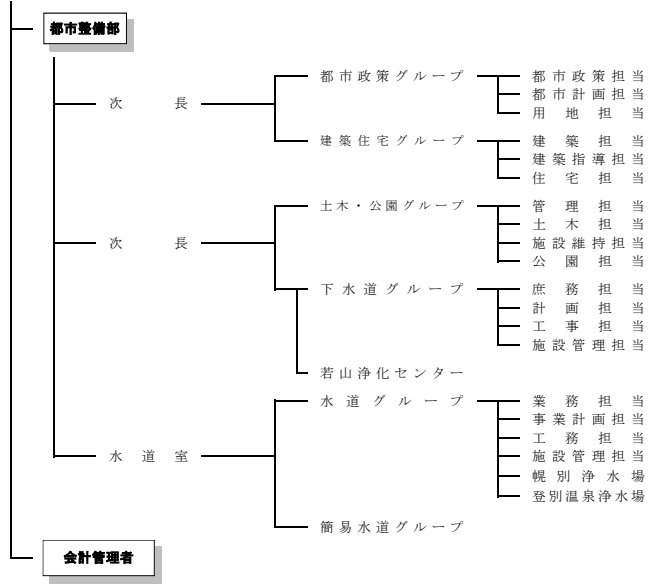 都市整備部
都市政策グループ 都市政策担当
都市計画担当
次長
用地担当
建築住宅グループ 建築担当
建築指導担当
住宅担当
土木・公園グループ 管理担当
土木担当
次長 施設維持担当
公園担当
下水道グループ 庶務担当
計画担当
工事担当
施設管理担当
若山浄化センター
水道グループ 業務担当
事業計画担当
工務担当
水道室 施設管理担当
幌別浄水場
登別温泉浄水場
簡易水道グループ
会計管理者